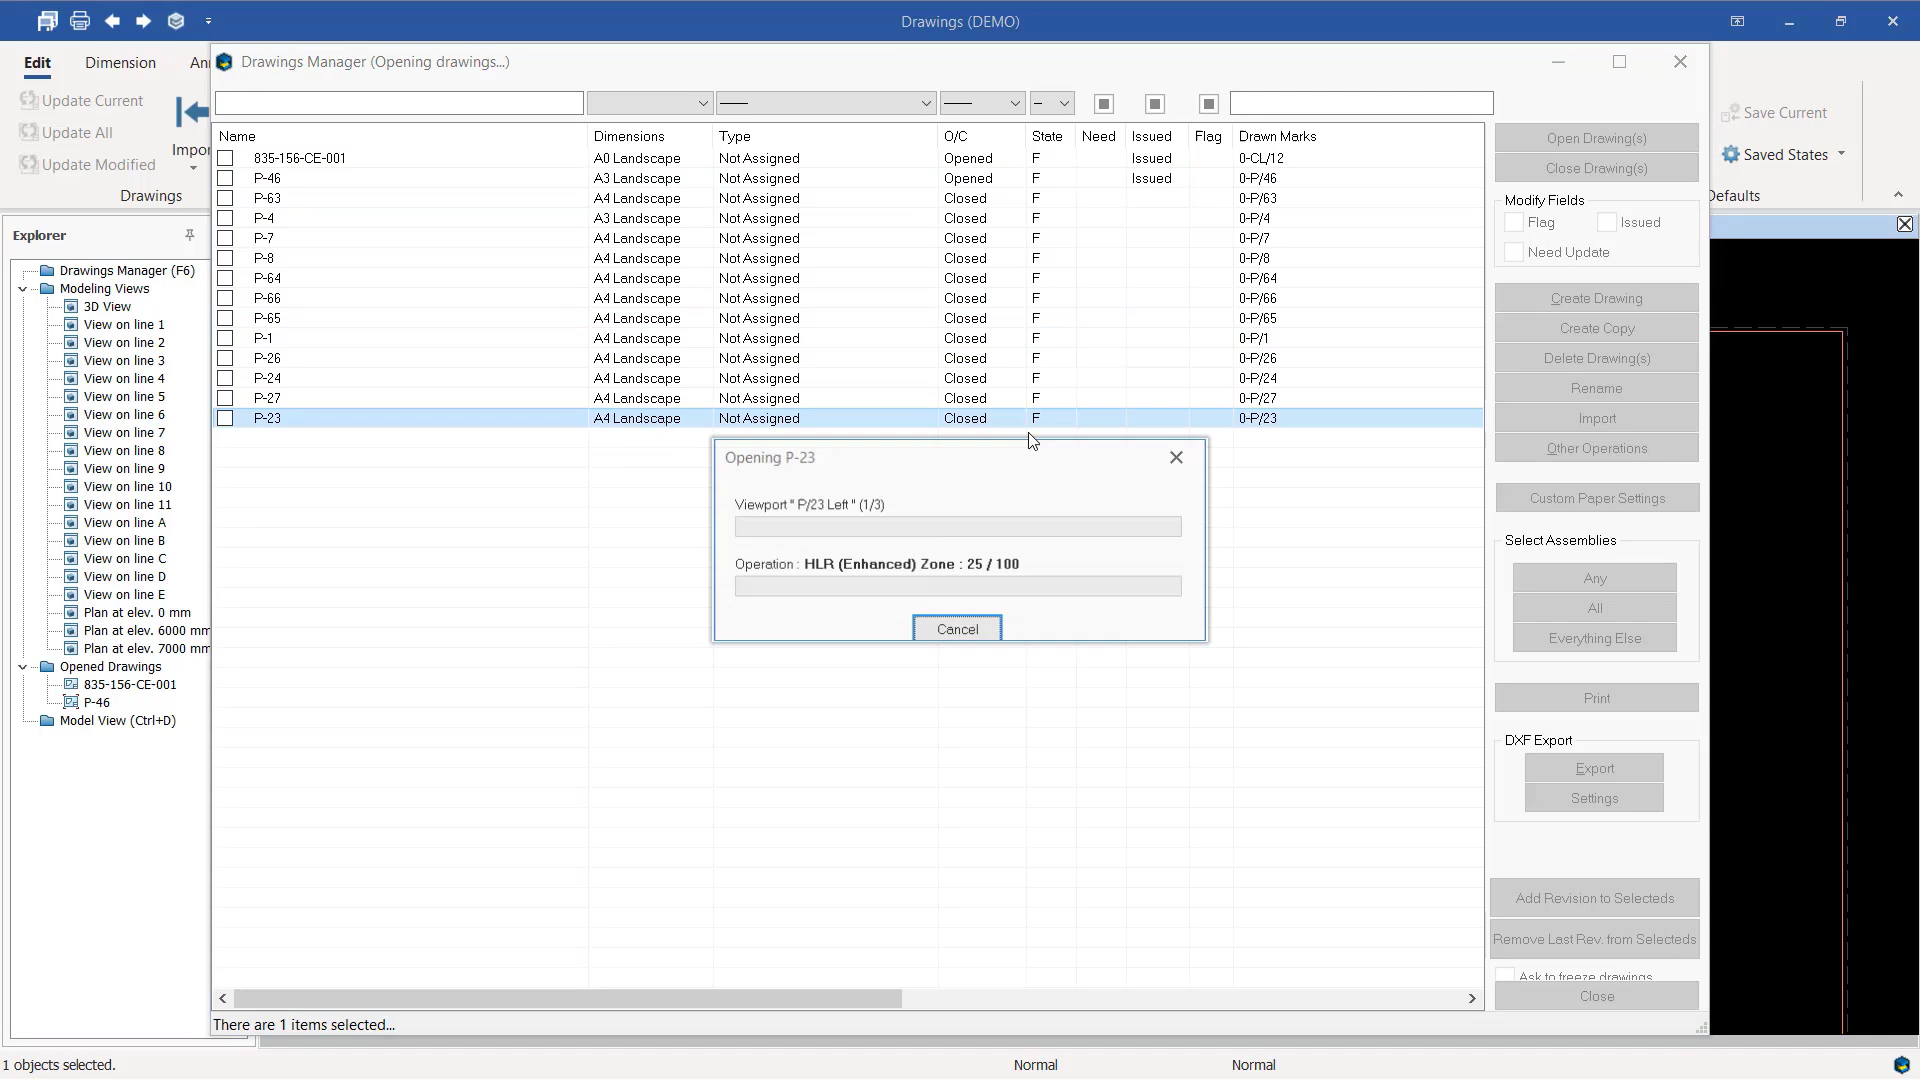 Drawings (DEMO)
Edit
Dimension
An
Drawings Manager (Opening drawings...)
Update Current
Update All
Update Modified
Impor
Drawings
Save Current
Saved States
Defaults
Explorer
Drawings Manager (F6)
Modeling Views
3D View
View on line 1
View on line 2
View on line 3
View on line 4
View on line 5
View on line 6
View on line 7
View on line 8
View on line 9
View on line 10
View on line 11
View on line A
View on line B
View on line C
View on line D
View on line E
Plan at elev. 0 mm
Plan at elev. 6000 mm
Plan at elev. 7000 mm
Opened Drawings
835-156-CE-001
P-46
Model View (Ctrl+D)
Name Dimensions Type O/C State Need Issued Flag Drawn Marks
835-156-CE-001 A0 Landscape Not Assigned Opened F Issued 0-CL/12
P-46 A3 Landscape Not Assigned Opened F Issued 0-P/46
P-63 A4 Landscape Not Assigned Closed F 0-P/63
P-4 A3 Landscape Not Assigned Closed F 0-P/4
P-7 A4 Landscape Not Assigned Closed F 0-P/7
P-8 A4 Landscape Not Assigned Closed F 0-P/8
P-64 A4 Landscape Not Assigned Closed F 0-P/64
P-66 A4 Landscape Not Assigned Closed F 0-P/66
P-65 A4 Landscape Not Assigned Closed F 0-P/65
P-1 A4 Landscape Not Assigned Closed F 0-P/1
P-26 A4 Landscape Not Assigned Closed F 0-P/26
P-24 A4 Landscape Not Assigned Closed F 0-P/24
P-27 A4 Landscape Not Assigned Closed F 0-P/27
P-23 A4 Landscape Not Assigned Closed F 0-P/23
Opening P-23
Viewport " P/23 Left " (1/3)
Operation : HLR (Enhanced) Zone : 25 / 100
Cancel
Open Drawing(s)
Close Drawing(s)
Modify Fields
Flag
Issued
Need Update
Create Drawing
Create Copy
Delete Drawing(s)
Rename
Import
Other Operations
Custom Paper Settings
Select Assemblies
Any
All
Everything Else
Print
DXF Export
Export
Settings
Add Revision to Selecteds
Remove Last Rev. from Selecteds
Ask to freeze drawings
Close
There are 1 items selected...
1 objects selected.
Normal
Normal